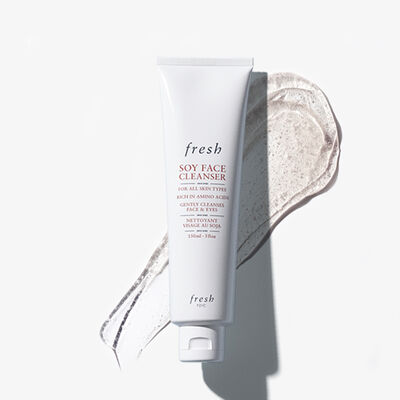 fresh
SOY FACE
CLEANSER
FOR ALL SKIN TYPES
RICH IN AMINO ACIDS
GENTLY CLEANSES
FACE & EYES
NETTOYANT
VISAGE AU SOJA
150ml-5fl oz
fresh